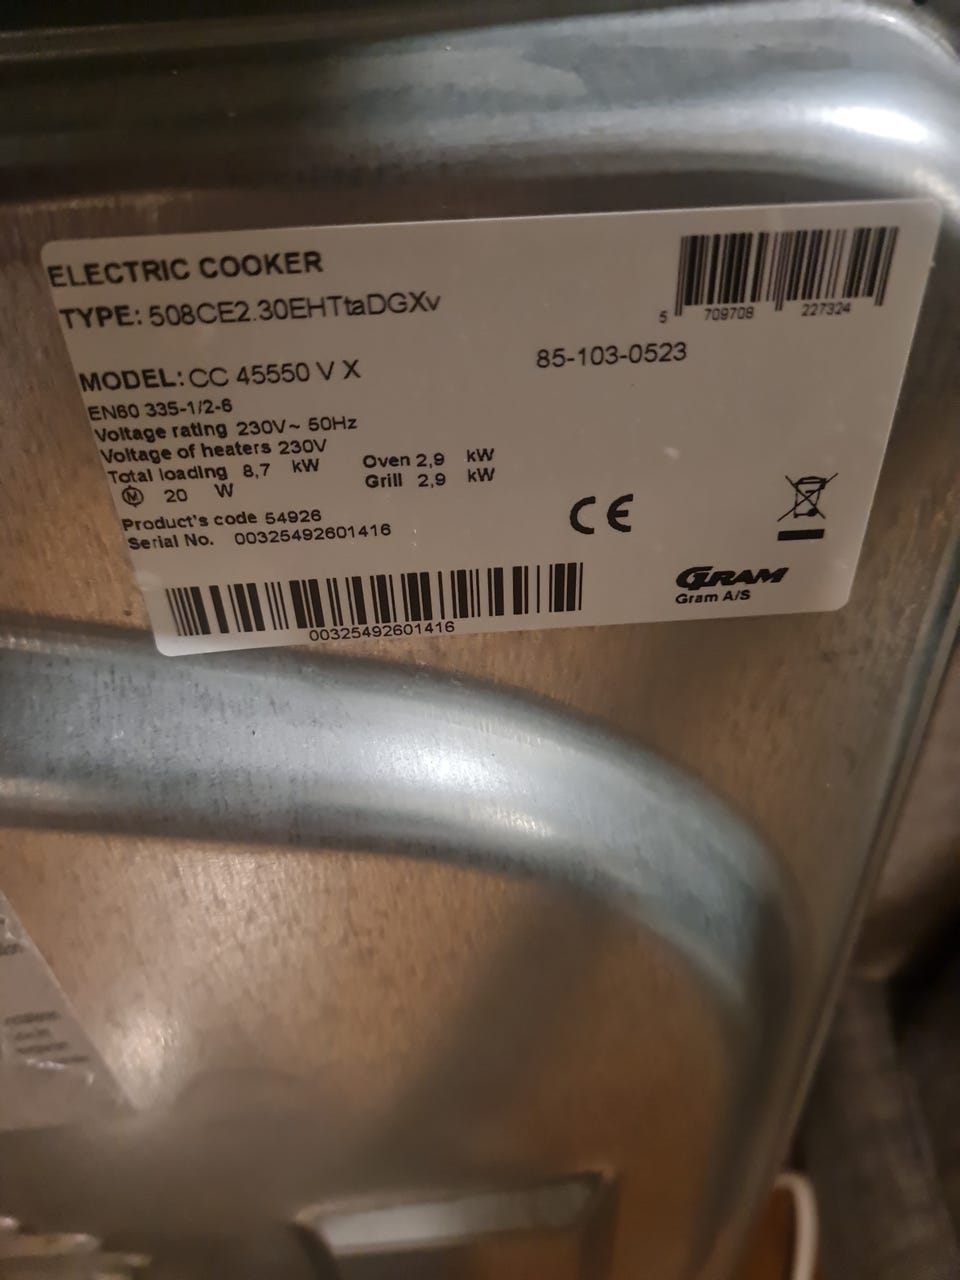 ELECTRIC COOKER
TYPE: 508CE2.30EHTtaDGXv
5 709708 227324
MODEL: CC 45550 V X
85-103-0523
EN60 335-1/2-6
Voltage rating 230V~ 50Hz
Voltage of heaters 230V
Total loading 8,7 kW Oven 2,9 kW
M 20 W Grill 2,9 kW
Product's code 54926
Serial No. 00325492601416
CE
GRAM
Gram A/S
00325492601416